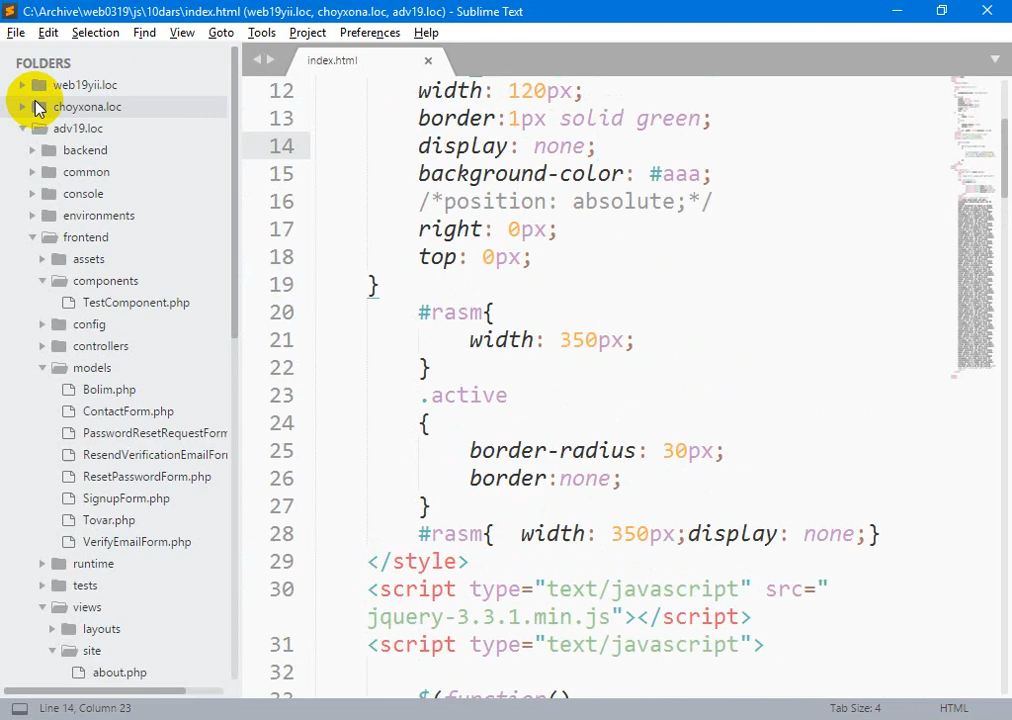 C:\Archive\web0319\js\10dars\index.html (web19yii.loc, choyxona.loc, adv19.loc) - Sublime Text
File Edit Selection Find View Goto Tools Project Preferences Help
FOLDERS
web19yii.loc
choyxona.loc
adv19.loc
backend
common
console
environments
frontend
assets
components
TestComponent.php
config
controllers
models
Bolim.php
ContactForm.php
PasswordResetRequestForm
ResendVerificationEmailFor
ResetPasswordForm.php
SignupForm.php
Tovar.php
VerifyEmailForm.php
runtime
tests
views
layouts
site
about.php
index.html
12 width: 120px;
13 border:1px solid green;
14 display: none;
15 background-color: #aaa;
16 /*position: absolute;*/
17 right: 0px;
18 top: 0px;
19 }
20 #rasm{
21 width: 350px;
22 }
23 .active
24 {
25 border-radius: 30px;
26 border:none;
27 }
28 #rasm{ width: 350px;display: none;}
29 </style>
30 <script type="text/javascript" src="
jquery-3.3.1.min.js"></script>
31 <script type="text/javascript">
32
33 $(function()
Line 14, Column 23
Tab Size: 4
HTML